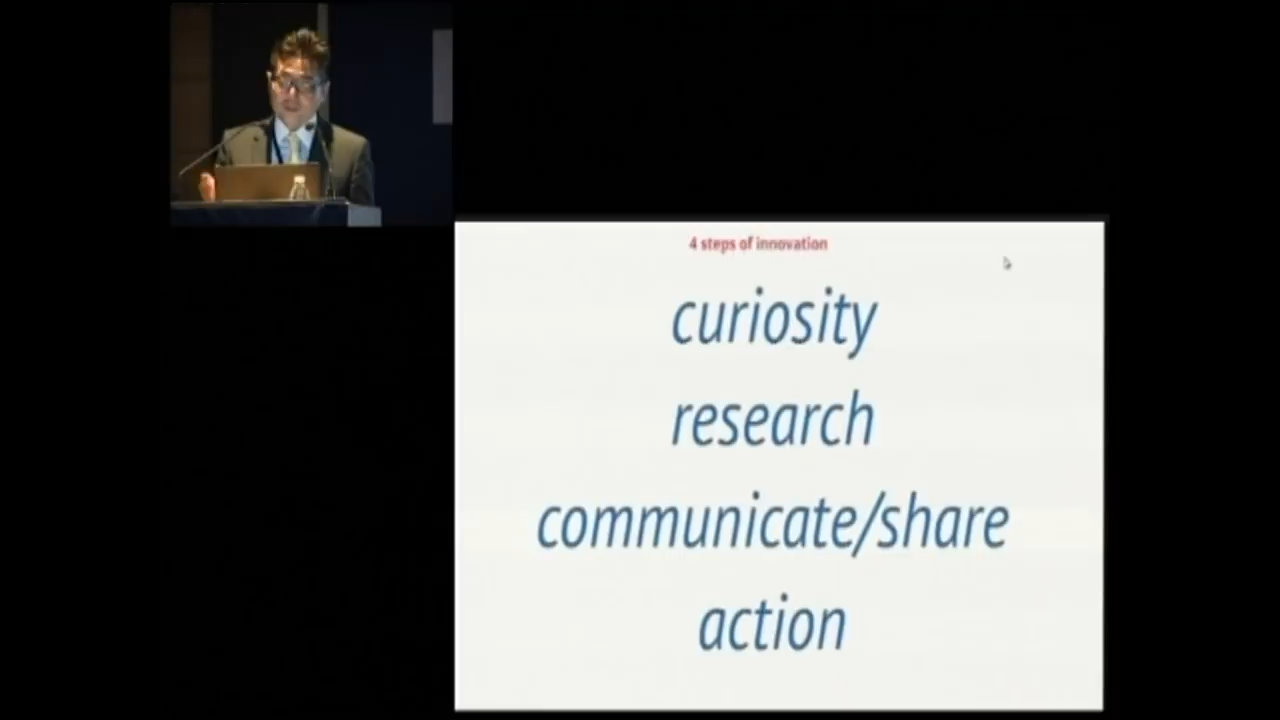 4 steps of innovation
curiosity
research
communicate/share
action